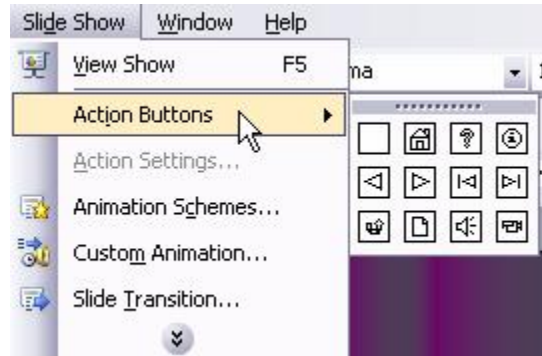 Slide Show Window Help
View Show F5
ma
Action Buttons
Action Settings...
Animation Schemes...
Custom Animation...
Slide Transition...